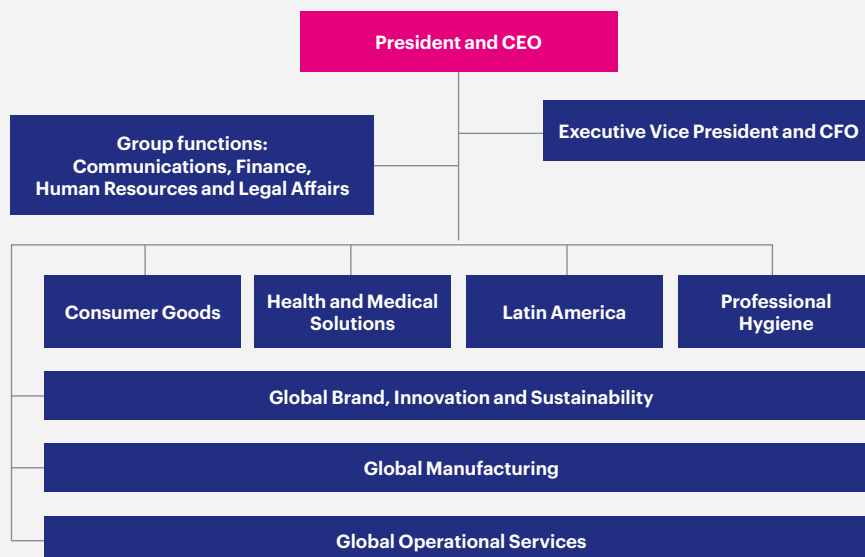 President and CEO
Executive Vice President and CFO
Group functions:
Communications, Finance,
Human Resources and Legal Affairs
Consumer Goods
Health and Medical
Solutions
Latin America
Professional
Hygiene
Global Brand, Innovation and Sustainability
Global Manufacturing
Global Operational Services